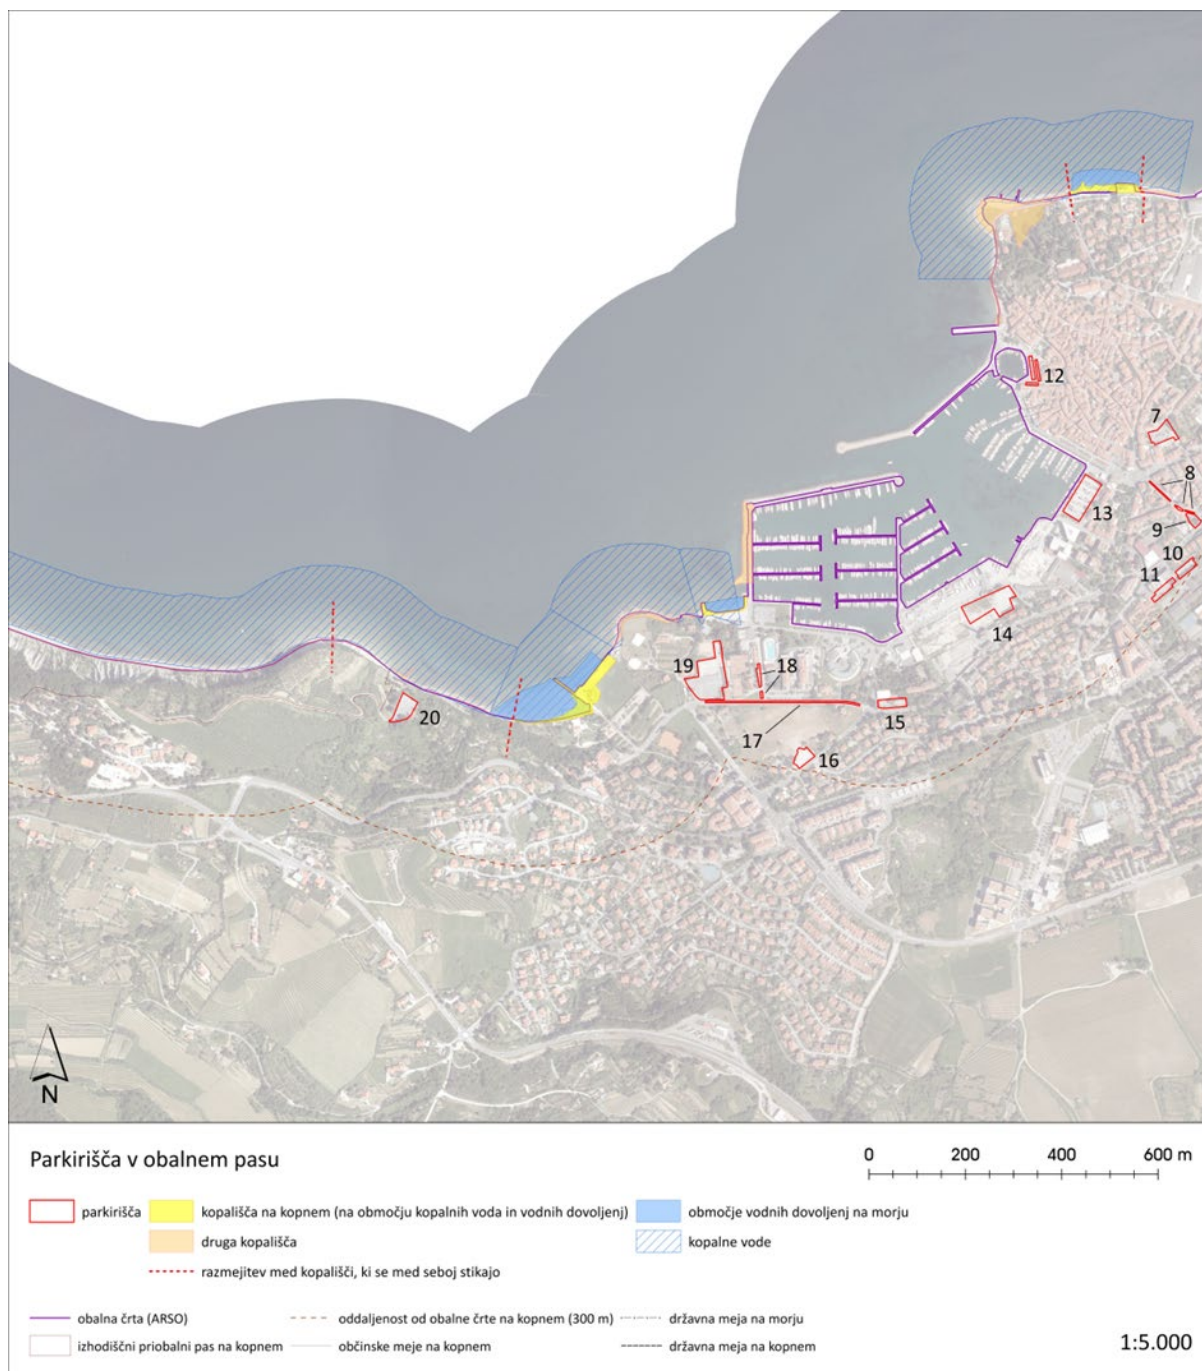 12
7
8
9
13
10
11
14
19
18
15
20
17
16
N
Parkirišča v obalnem pasu
0 200 400 600 m
parkirišča
kopališča na kopnem (na območju kopalnih voda in vodnih dovoljenj)
območje vodnih dovoljenj na morju
druga kopališča
kopalne vode
razmejitev med kopališči, ki se med seboj stikajo
obalna črta (ARSO)
oddaljenost od obalne črte na kopnem (300 m)
državna meja na morju
izhodiščni priobalni pas na kopnem
občinske meje na kopnem
državna meja na kopnem
1:5.000